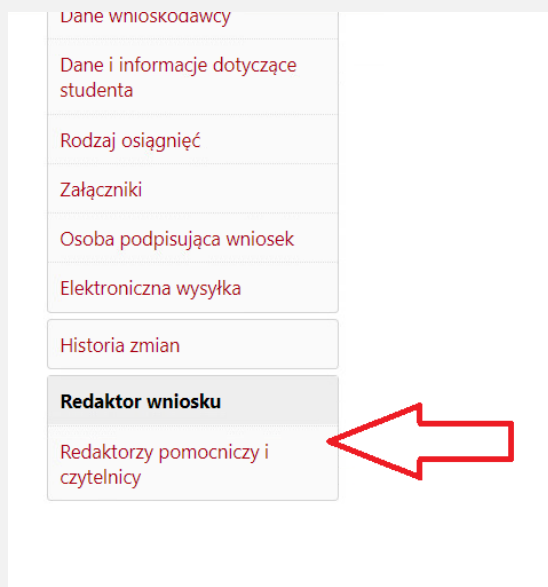 Dane wnioskodawcy
Dane i informacje dotyczące
studenta
Rodzaj osiągnięć
Załączniki
Osoba podpisująca wniosek
Elektroniczna wysyłka
Historia zmian
Redaktor wniosku
Redaktorzy pomocniczy i
czytelnicy